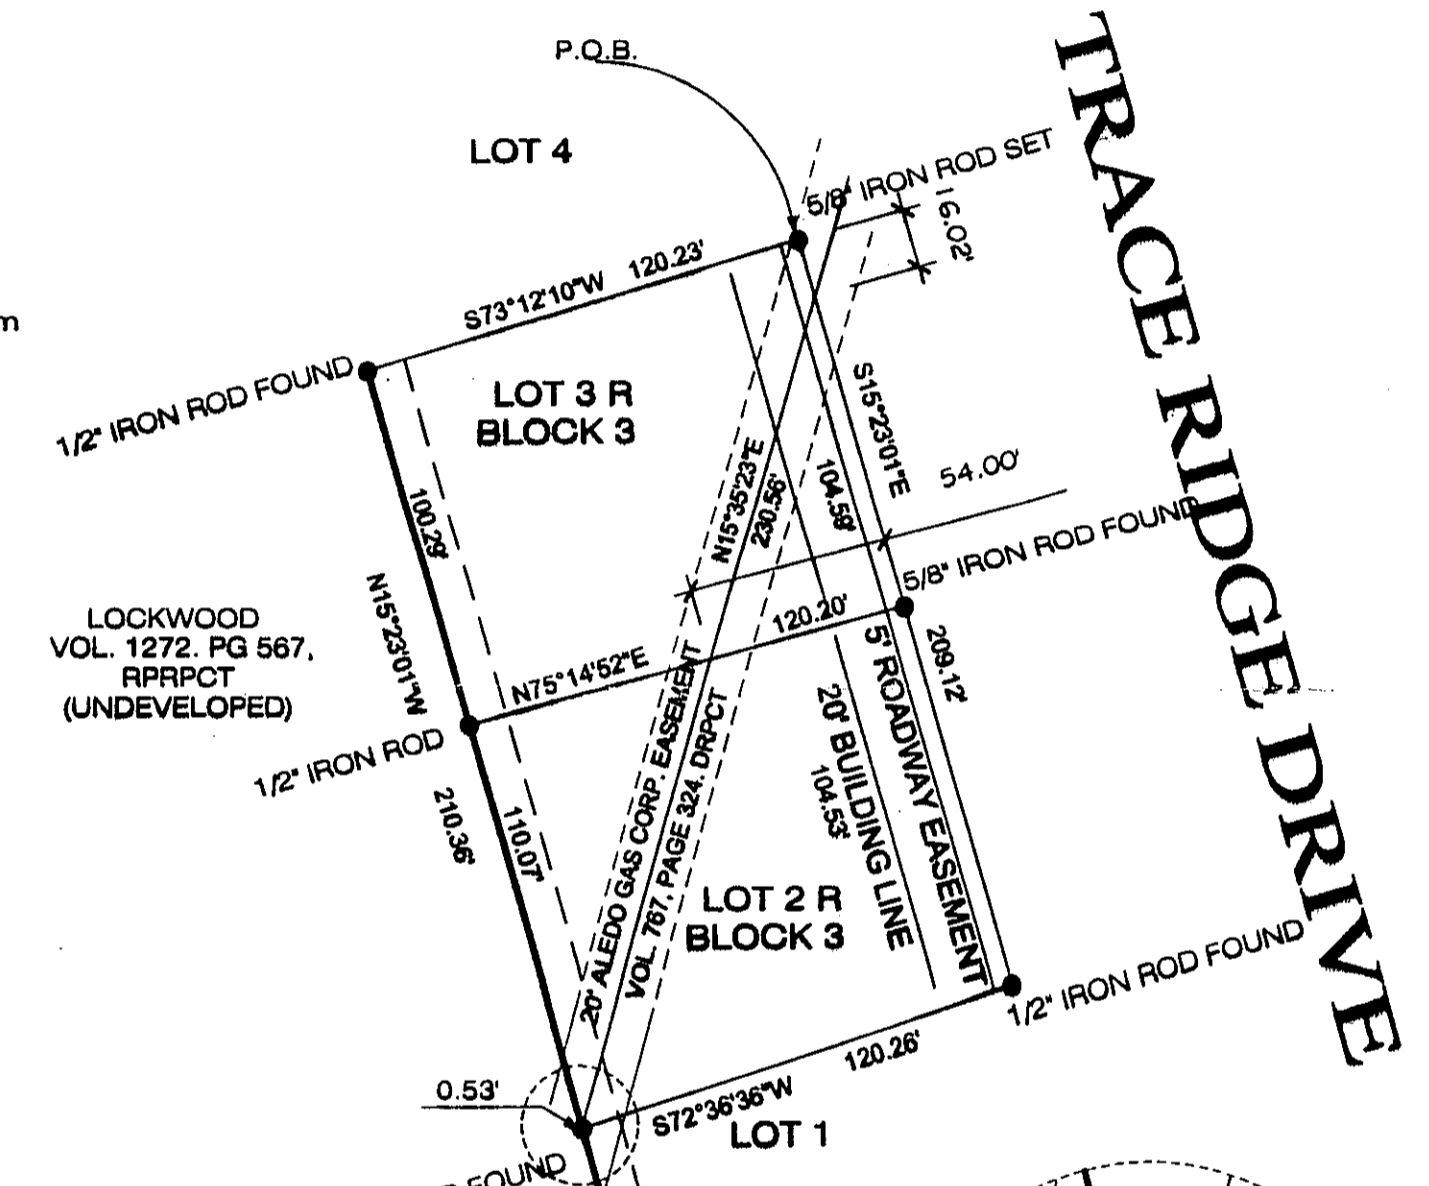 P.O.B.
LOT 4
5/8" IRON ROD SET
16.02'
TRACE RIDGE DRIVE
S73°12'10"W 120.23'
m
1/2" IRON ROD FOUND
LOT 3 R
BLOCK 3
S15°23'01"E
54.00'
N15°35'23"E
230.56'
104.59'
100.29'
5/8" IRON ROD FOUND
N15°23'01"W
LOCKWOOD
VOL. 1272. PG 567,
RPRPCT
(UNDEVELOPED)
120.20'
N75°14'52"E
209.12'
5' ROADWAY EASEMENT
20' BUILDING LINE
104.53'
1/2" IRON ROD
210.36'
110.07'
20' ALEDO GAS CORP. EASEMENT
VOL. 767, PAGE 324. DRPCT
LOT 2 R
BLOCK 3
1/2" IRON ROD FOUND
120.26'
S72°36'36"W
0.53'
LOT 1
FOUND